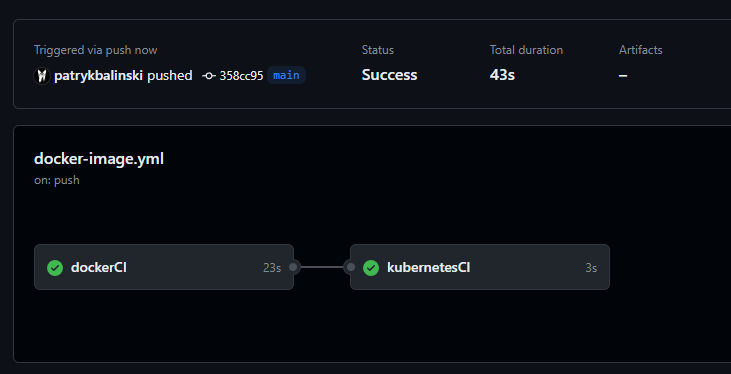 Triggered via push now
patrykbalinski pushed 358cc95 main
Status
Success
Total duration
43s
Artifacts
–
docker-image.yml
on: push
dockerCI 23s
kubernetesCI 3s